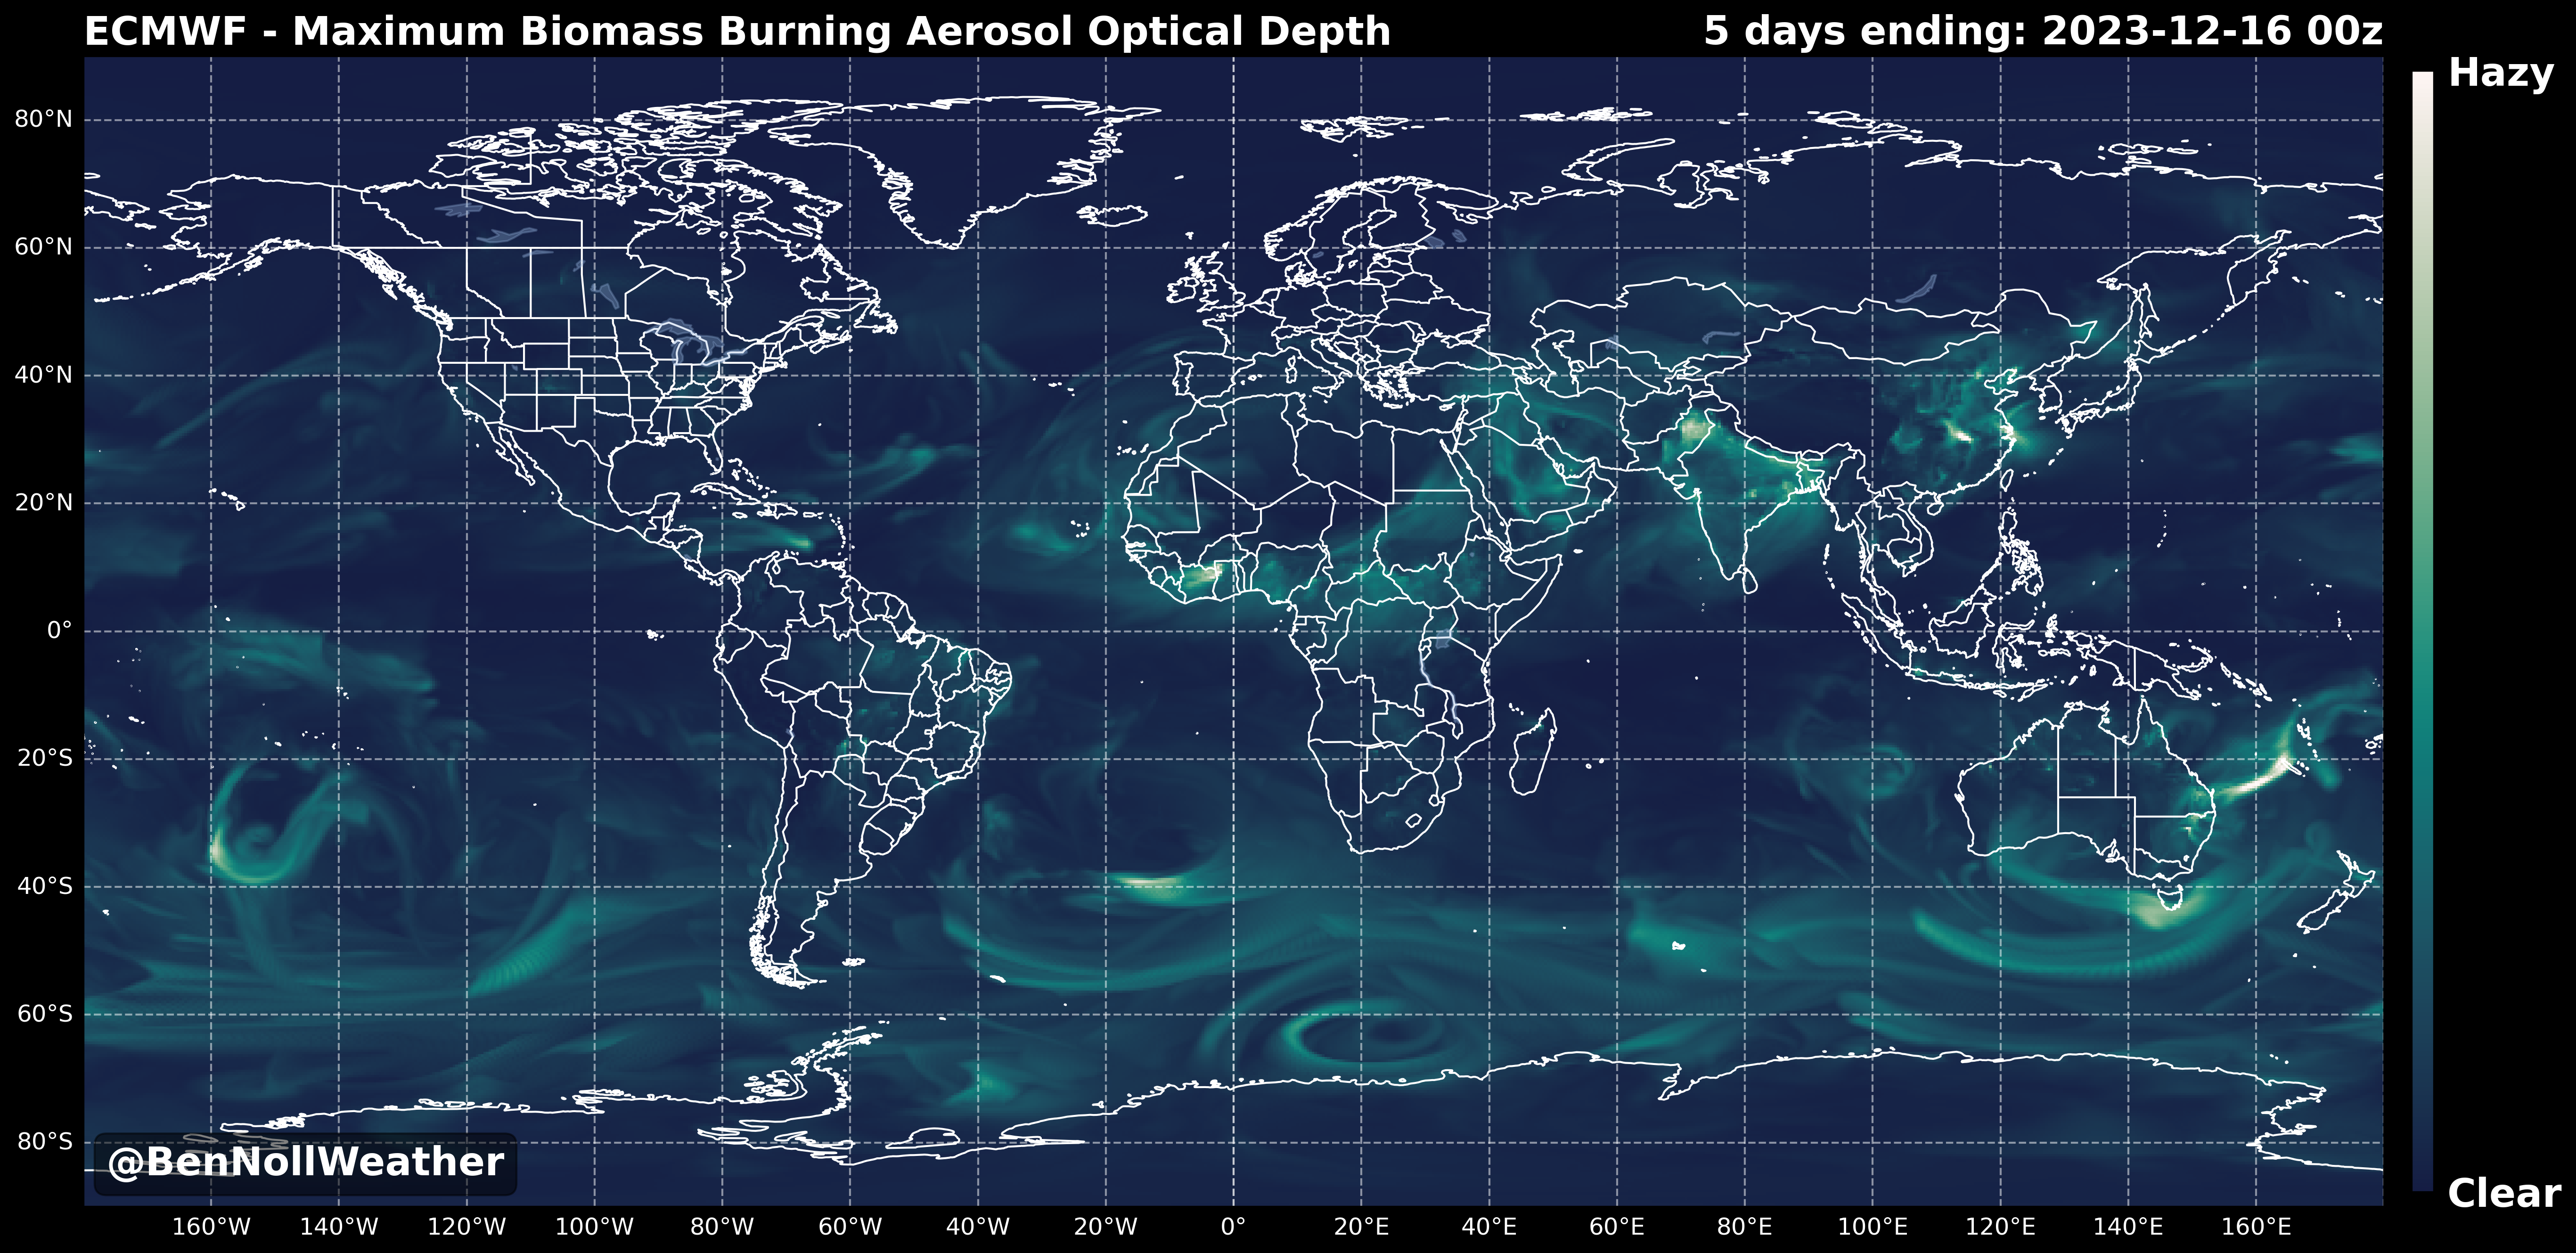 ECMWF - Maximum Biomass Burning Aerosol Optical Depth
5 days ending: 2023-12-16 00z
Hazy
80°N
60°N
40°N
20°N
0°
20°S
40°S
60°S
80°S
@BenNollWeather
Clear
160°W 140°W 120°W 100°W 80°W 60°W 40°W 20°W 0° 20°E 40°E 60°E 80°E 100°E 120°E 140°E 160°E